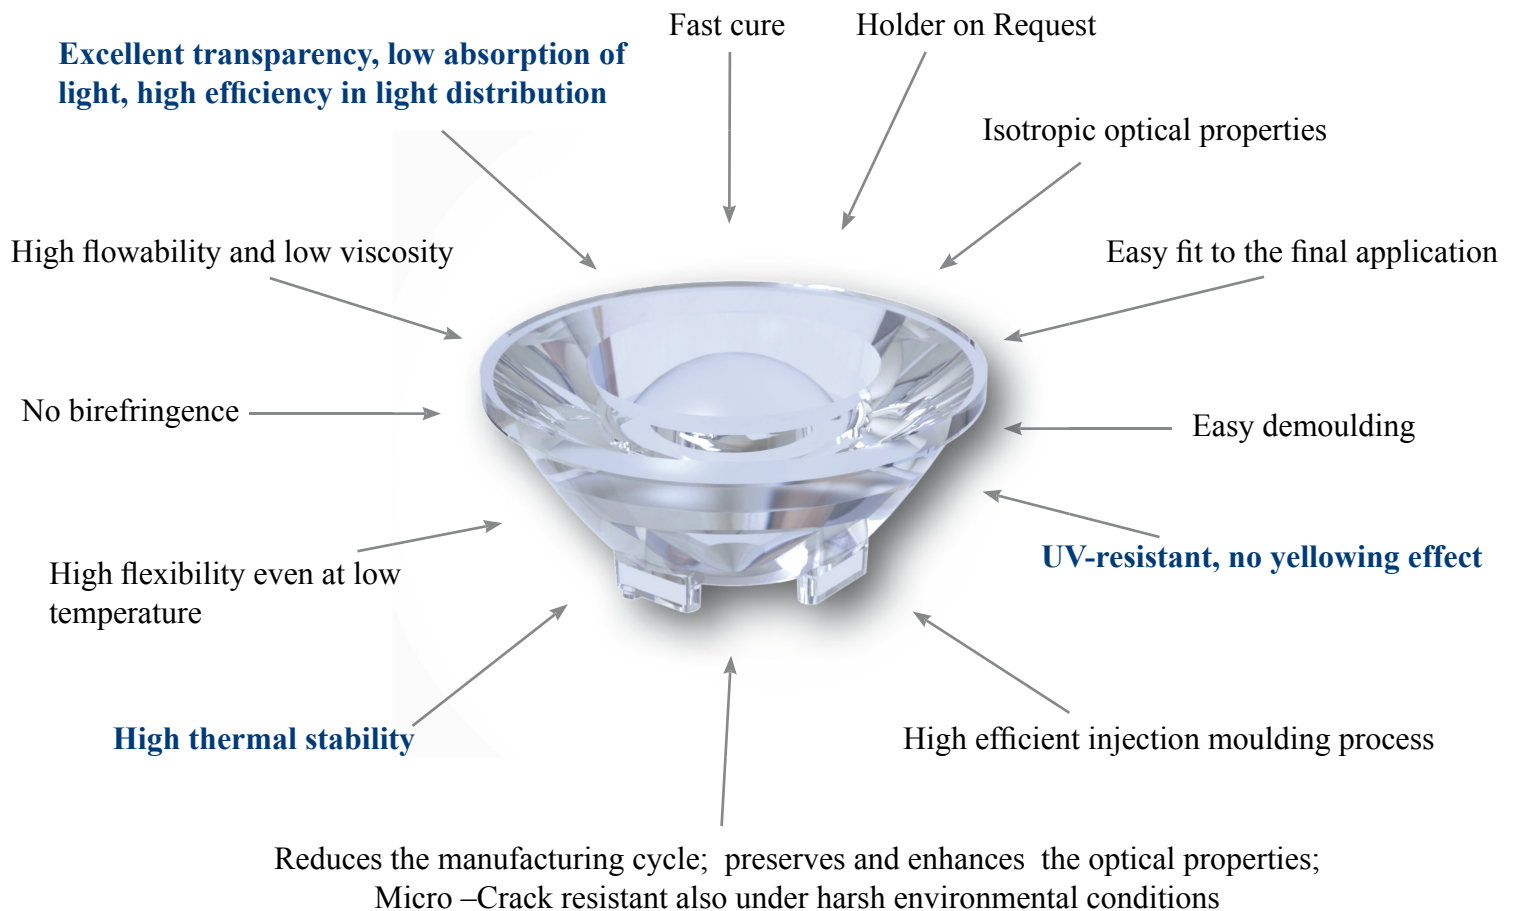 Fast cure
Holder on Request
Excellent transparency, low absorption of
light, high efficiency in light distribution
Isotropic optical properties
High flowability and low viscosity
Easy fit to the final application
No birefringence
Easy demoulding
UV-resistant, no yellowing effect
High flexibility even at low
temperature
High thermal stability
High efficient injection moulding process
Reduces the manufacturing cycle;  preserves and enhances  the optical properties;
Micro –Crack resistant also under harsh environmental conditions